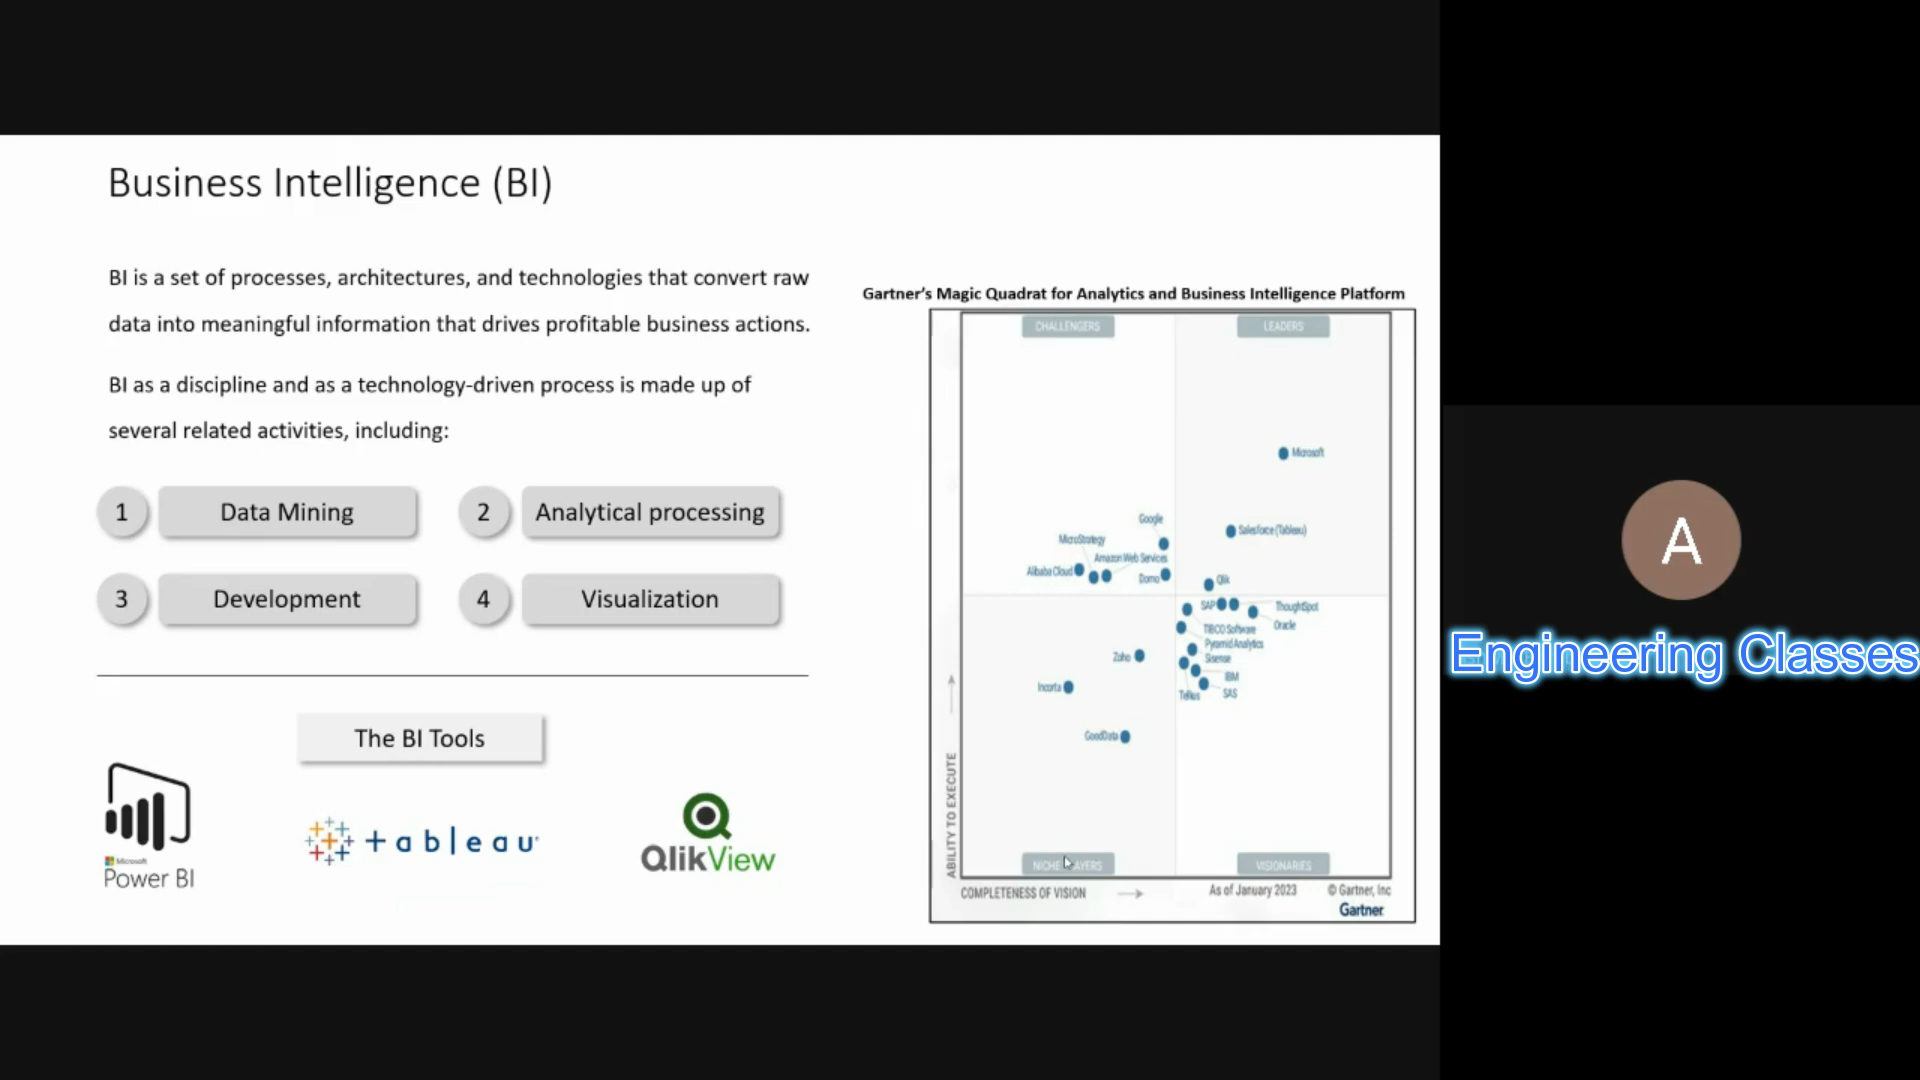 Business Intelligence (BI)
BI is a set of processes, architectures, and technologies that convert raw
data into meaningful information that drives profitable business actions.
BI as a discipline and as a technology-driven process is made up of
several related activities, including:
1 Data Mining
2 Analytical processing
3 Development
4 Visualization
The BI Tools
Microsoft
Power BI
+ableau
QlikView
Gartner's Magic Quadrat for Analytics and Business Intelligence Platform
CHALLENGERS
LEADERS
Microsoft
Google
Salesforce (Tableau)
MicroStrategy
Amazon Web Services
Alibaba Cloud
Domo
Qlik
SAP
ThoughtSpot
Oracle
TIBCO Software
Pyramid Analytics
Sisense
Zoho
IBM
Incorta
SAS
Tellius
GoodData
ABILITY TO EXECUTE
VISIONARIES
COMPLETENESS OF VISION
As of January 2023
© Gartner, Inc
Gartner
A
Engineering Classes